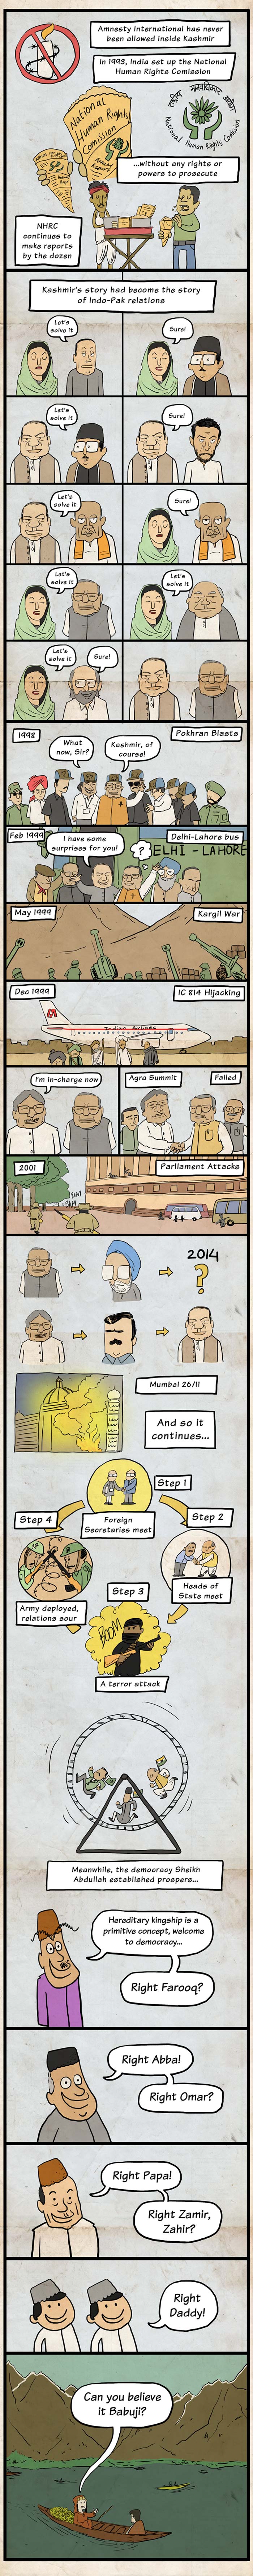 Amnesty International has never
been allowed inside Kashmir
In 1993, India set up the National
Human Rights Comission
National
Human Rights
Comission
राष्ट्रीय मानवाधिकार आयोग
National Human Rights Comission
...without any rights or
powers to prosecute
NHRC
continues to
make reports
by the dozen
Kashmir's story had become the story
of Indo-Pak relations
Let's
solve it
Sure!
Let's
solve it
Sure!
Let's
solve it
Sure!
Let's
solve it
Let's
solve it
Let's
solve it
Sure!
1998
Pokhran Blasts
What
now, Sir?
Kashmir, of
course!
Feb 1999
Delhi-Lahore bus
I have some
surprises for you!
?
ELHI - LAHORE
May 1999
Kargil War
Dec 1999
IC 814 Hijacking
Indian Airlines
I'm in-charge now
Agra Summit
Failed
2001
Parliament Attacks
BAM
2014
?
Mumbai 26/11
And so it
continues...
Step 1
Foreign
Secretaries meet
Step 2
Heads of
State meet
Step 3
BOOM
A terror attack
Step 4
Army deployed,
relations sour
Meanwhile, the democracy Sheikh
Abdullah established prospers...
Hereditary kingship is a
primitive concept, welcome
to democracy...
Right Farooq?
Right Abba!
Right Omar?
Right Papa!
Right Zamir,
Zahir?
Right
Daddy!
Can you believe
it Babuji?